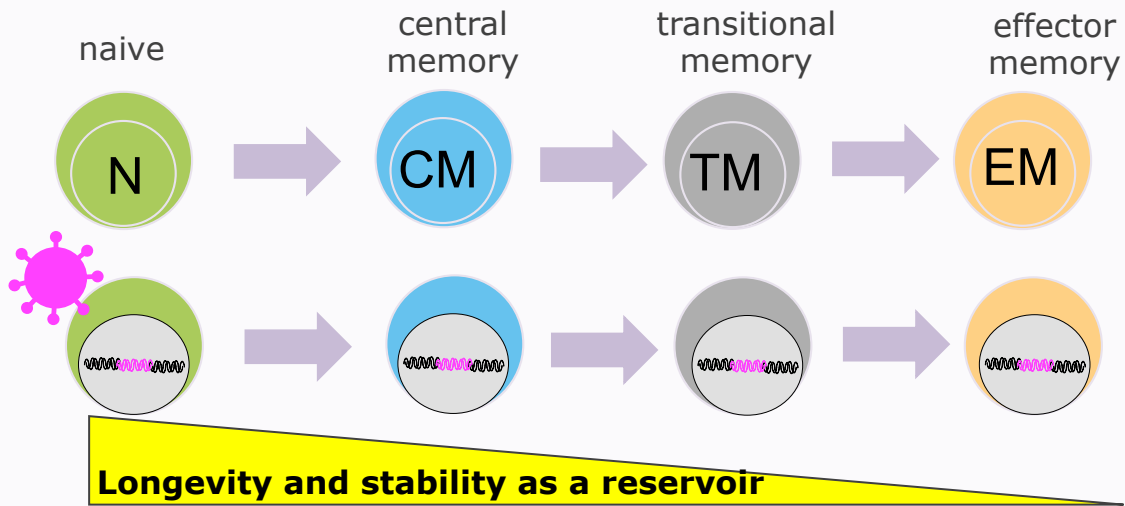 naive
central
memory
transitional
memory
effector
memory
N
CM
TM
EM
Longevity and stability as a reservoir